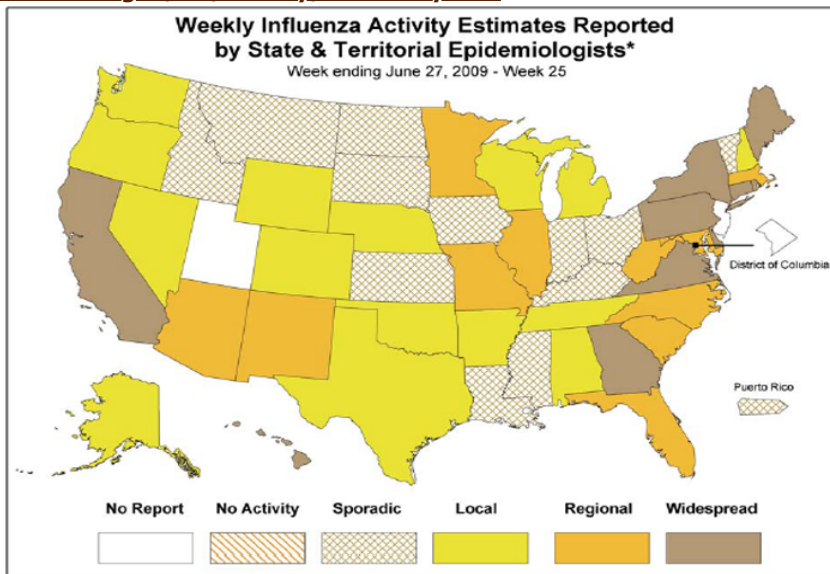 Weekly Influenza Activity Estimates Reported
by State & Territorial Epidemiologists*
Week ending June 27, 2009 - Week 25
District of Columbia
Puerto Rico
No Report No Activity Sporadic Local Regional Widespread